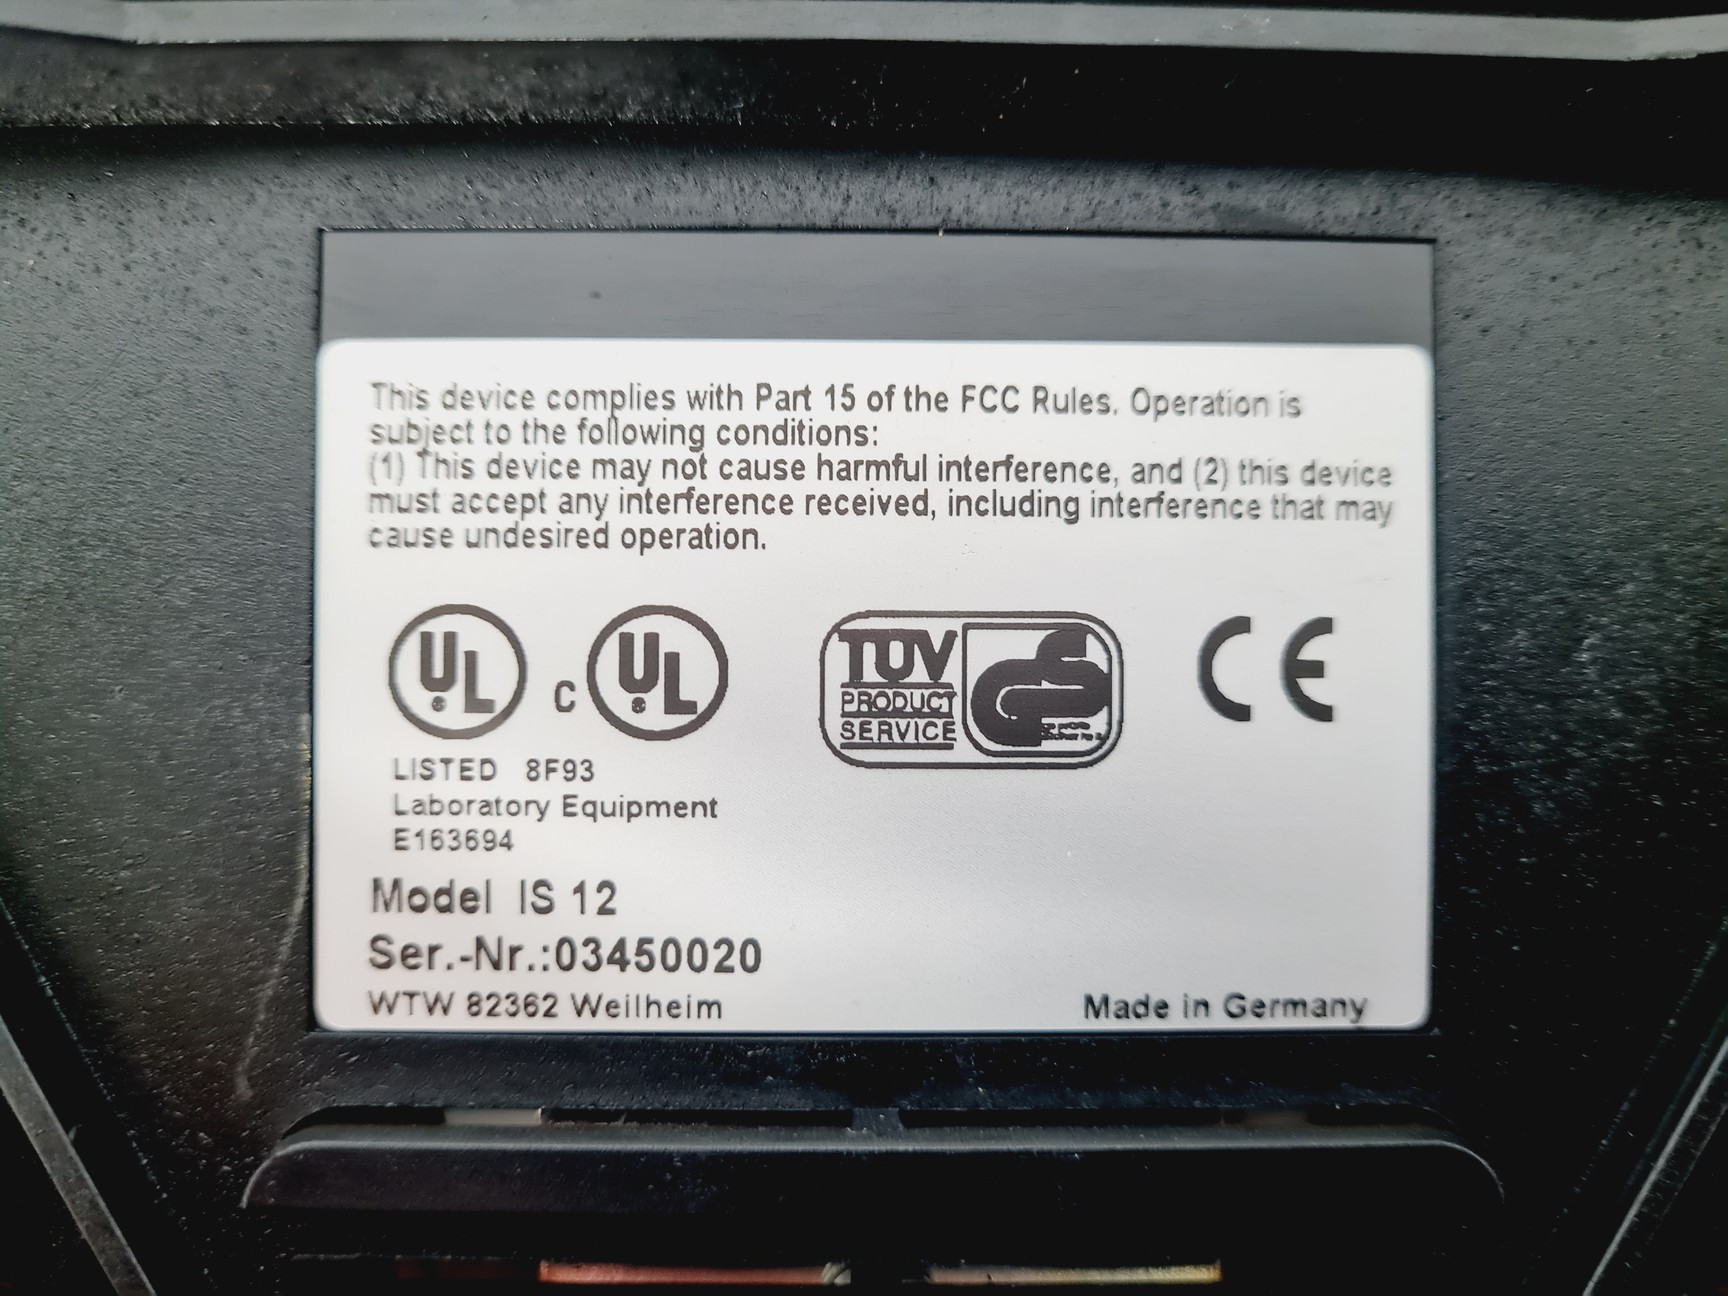 This device complies with Part 15 of the FCC Rules. Operation is
subject to the following conditions:
(1) This device may not cause harmful interference, and (2) this device
must accept any interference received, including interference that may
cause undesired operation.
UL c UL
TÜV
PRODUCT
SERVICE
CE
LISTED 8F93
Laboratory Equipment
E163694
Model IS 12
Ser.-Nr.:03450020
WTW 82362 Weilheim
Made in Germany